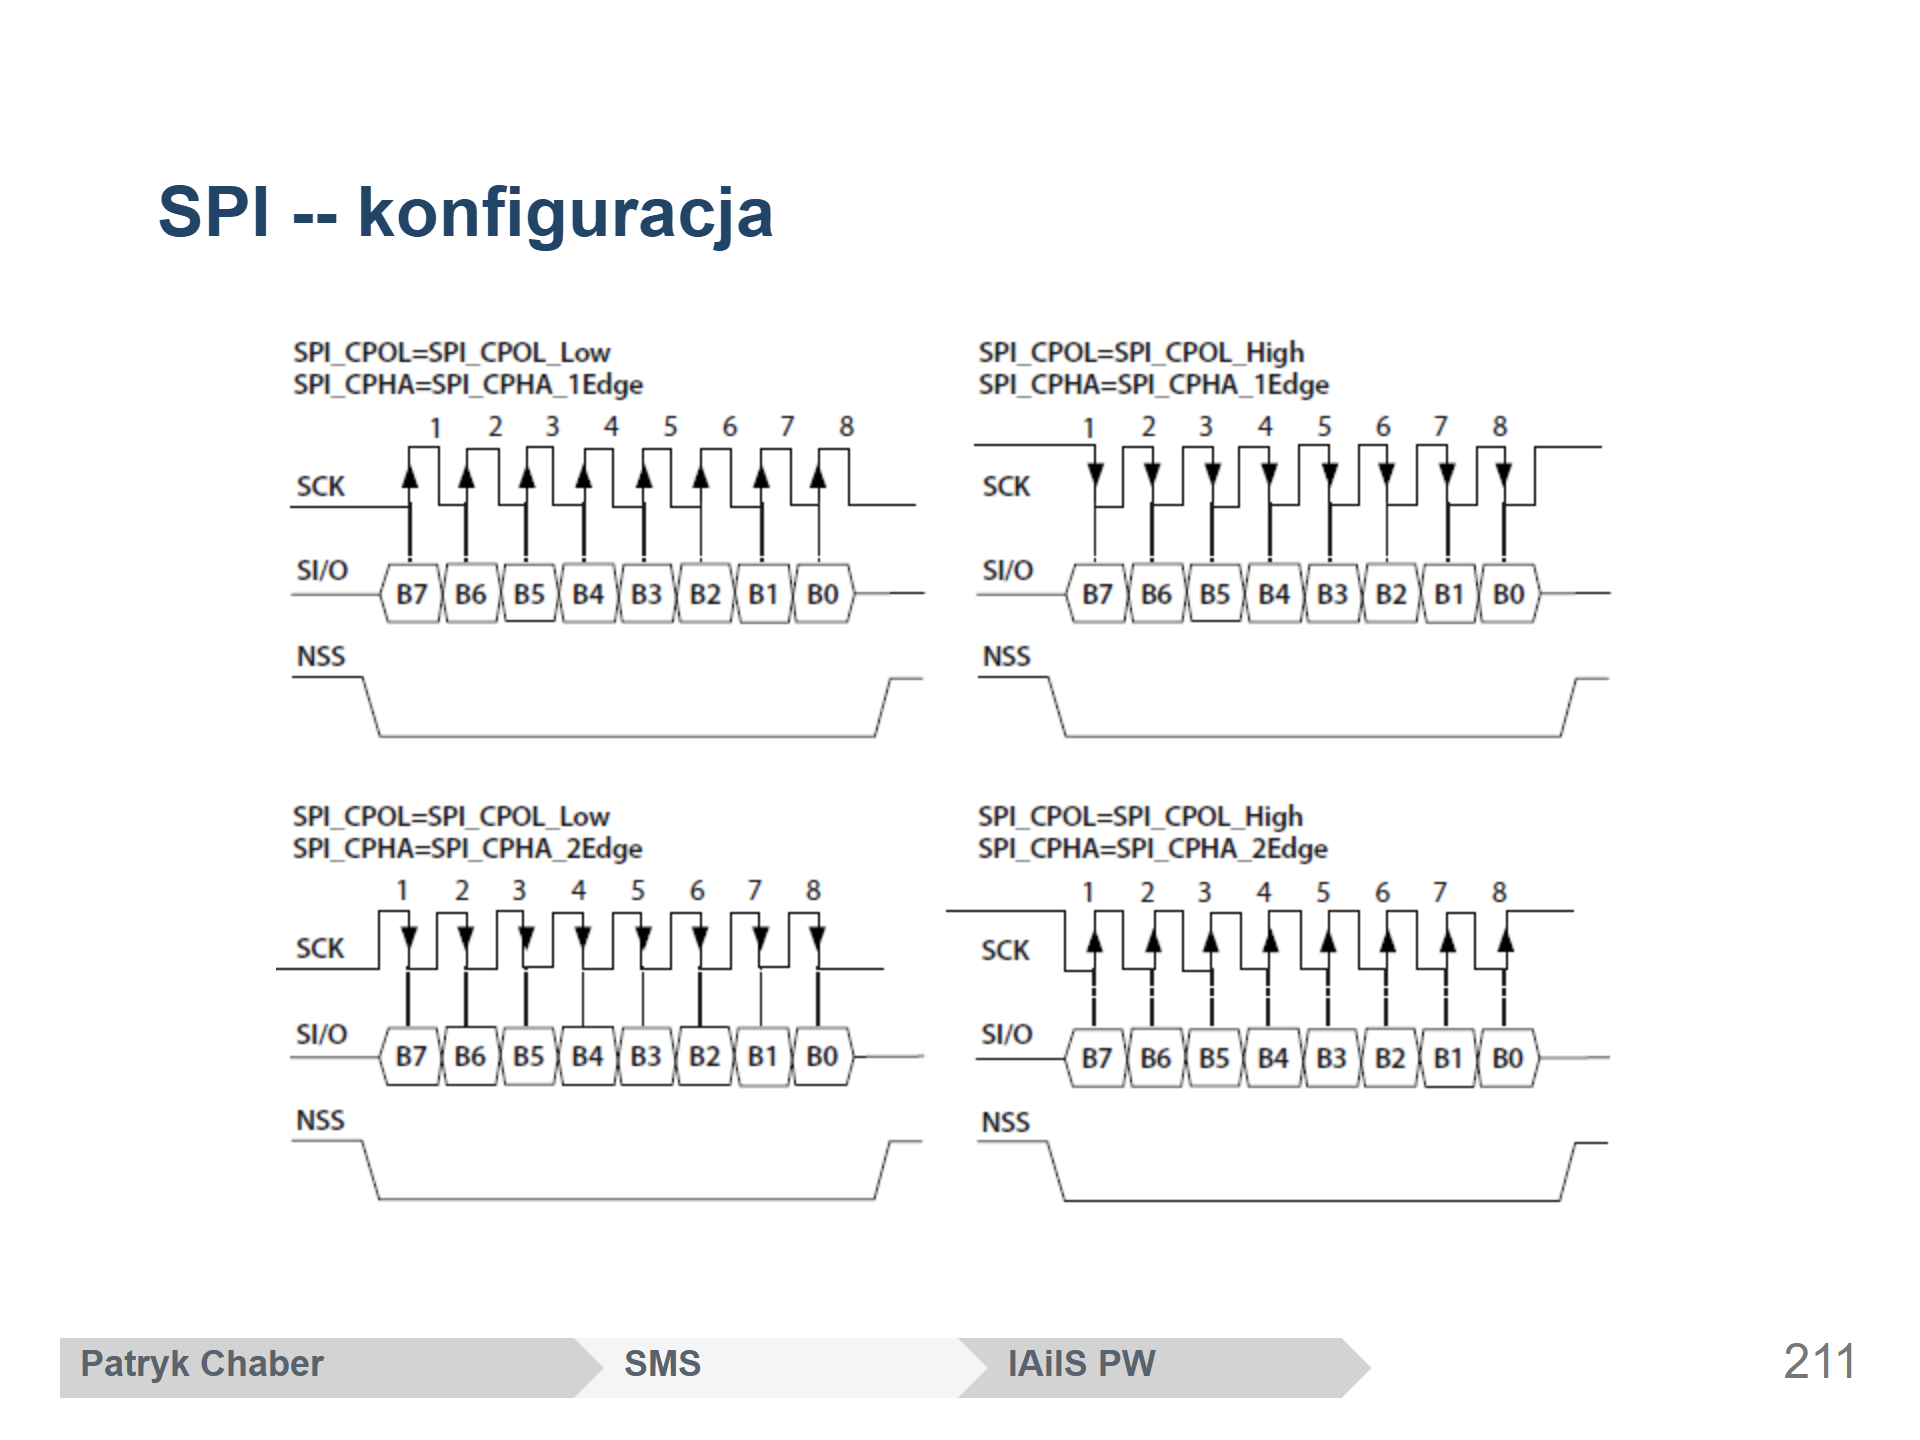 SPI -- konfiguracja
SPI_CPOL=SPI_CPOL_Low
SPI_CPHA=SPI_CPHA_1Edge
1 2 3 4 5 6 7 8
SCK
SI/O
B7 B6 B5 B4 B3 B2 B1 B0
NSS
SPI_CPOL=SPI_CPOL_High
SPI_CPHA=SPI_CPHA_1Edge
1 2 3 4 5 6 7 8
SCK
SI/O
B7 B6 B5 B4 B3 B2 B1 B0
NSS
SPI_CPOL=SPI_CPOL_Low
SPI_CPHA=SPI_CPHA_2Edge
1 2 3 4 5 6 7 8
SCK
SI/O
B7 B6 B5 B4 B3 B2 B1 B0
NSS
SPI_CPOL=SPI_CPOL_High
SPI_CPHA=SPI_CPHA_2Edge
1 2 3 4 5 6 7 8
SCK
SI/O
B7 B6 B5 B4 B3 B2 B1 B0
NSS
Patryk Chaber SMS IAiIS PW 211